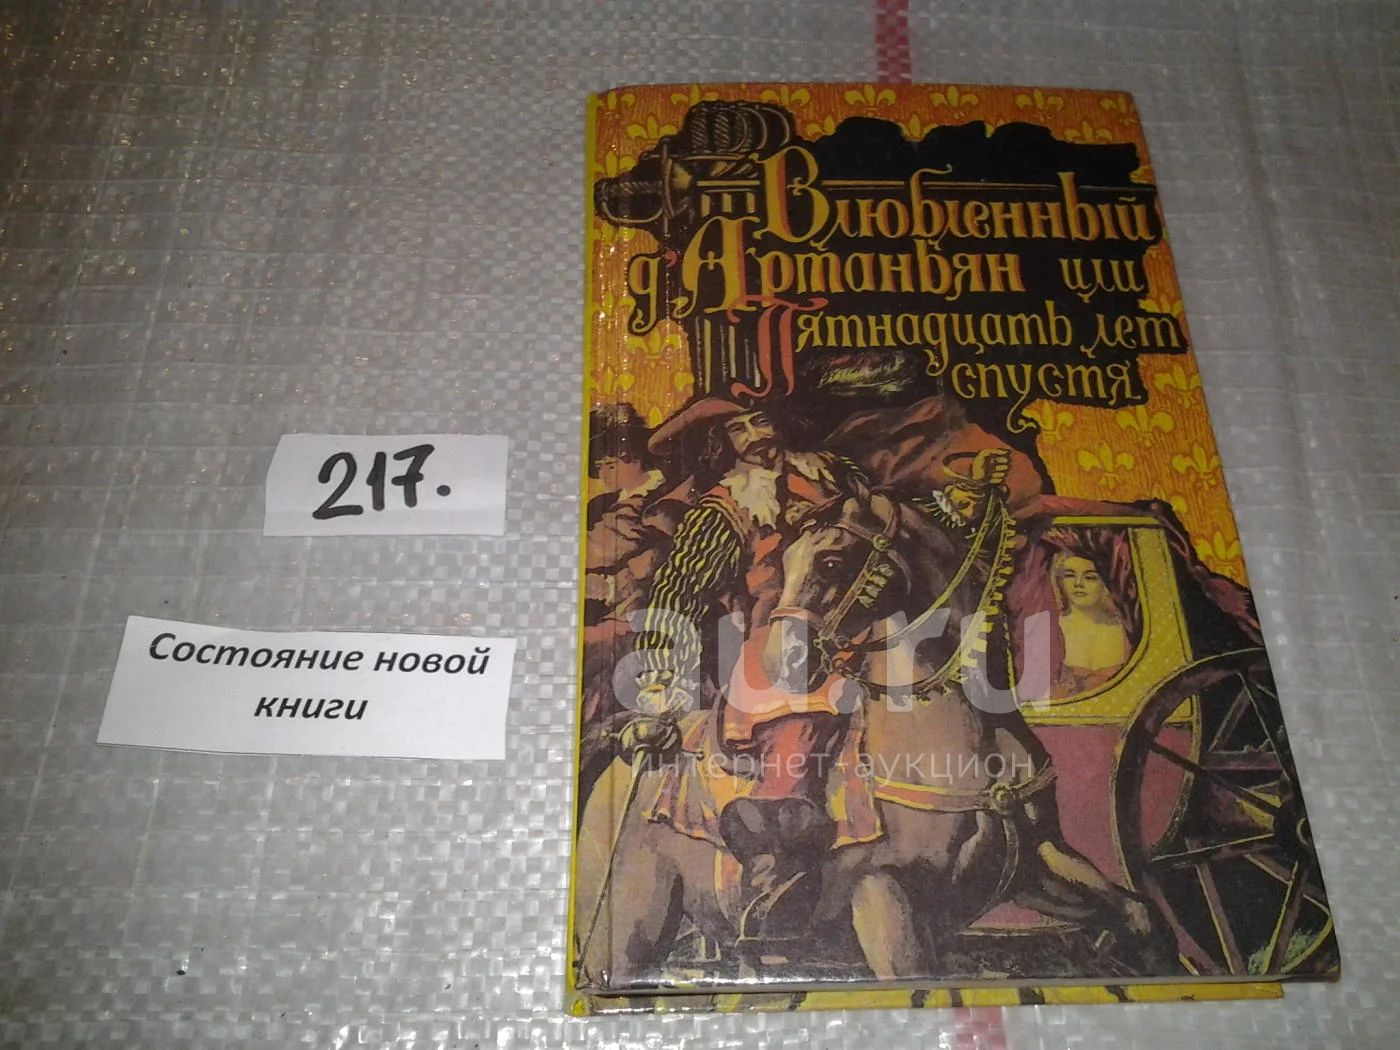 Влюбленный
д'Артаньян или
Пятнадцать лет
спустя
217.
Состояние новой
книги
au.ru
интернет-аукцион